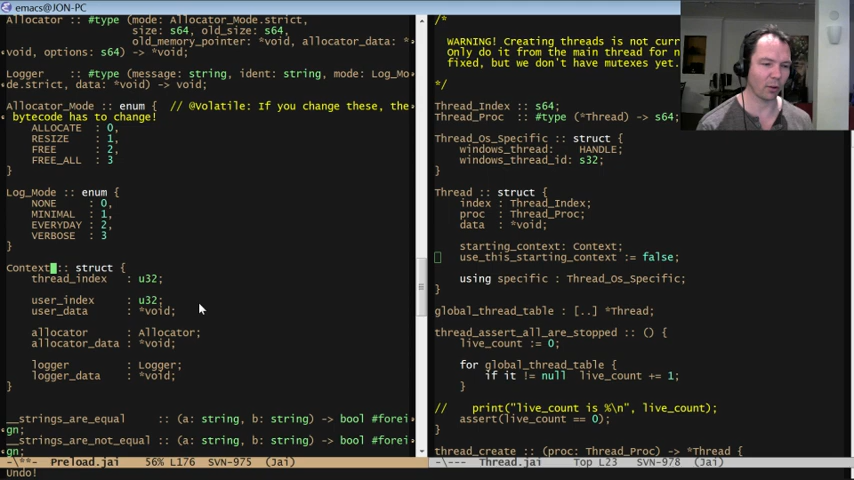 emacs@JON-PC
Allocator :: #type (mode: Allocator_Mode.strict,
size: s64, old_size: s64,
old_memory_pointer: *void, allocator_data: *
void, options: s64) -> *void;
Logger :: #type (message: string, ident: string, mode: Log_Mo
de.strict, data: *void) -> void;
Allocator_Mode :: enum {  // @Volatile: If you change these, the
bytecode has to change!
ALLOCATE : 0,
RESIZE : 1,
FREE : 2,
FREE_ALL : 3
}
Log_Mode :: enum {
NONE : 0,
MINIMAL : 1,
EVERYDAY : 2,
VERBOSE : 3
}
Context :: struct {
thread_index : u32;
user_index : u32;
user_data : *void;
allocator : Allocator;
allocator_data : *void;
logger : Logger;
logger_data : *void;
}
__strings_are_equal :: (a: string, b: string) -> bool #forei
gn;
__strings_are_not_equal :: (a: string, b: string) -> bool #forei
gn;
-\**- Preload.jai 56% L176 SVN-975 (Jai)
Undo!
/*
WARNING! Creating threads is not curr
Only do it from the main thread for n
fixed, but we don't have mutexes yet.
*/
Thread_Index :: s64;
Thread_Proc :: #type (*Thread) -> s64;
Thread_Os_Specific :: struct {
windows_thread: HANDLE;
windows_thread_id: s32;
}
Thread :: struct {
index : Thread_Index;
proc : Thread_Proc;
data : *void;
starting_context: Context;
use_this_starting_context := false;
using specific : Thread_Os_Specific;
}
global_thread_table : [..] *Thread;
thread_assert_all_are_stopped :: () {
live_count := 0;
for global_thread_table {
if it != null  live_count += 1;
}
//   print("live_count is %\n", live_count);
assert(live_count == 0);
}
thread_create :: (proc: Thread_Proc) -> *Thread {
-\--- Thread.jai Top L23 SVN-978 (Jai)